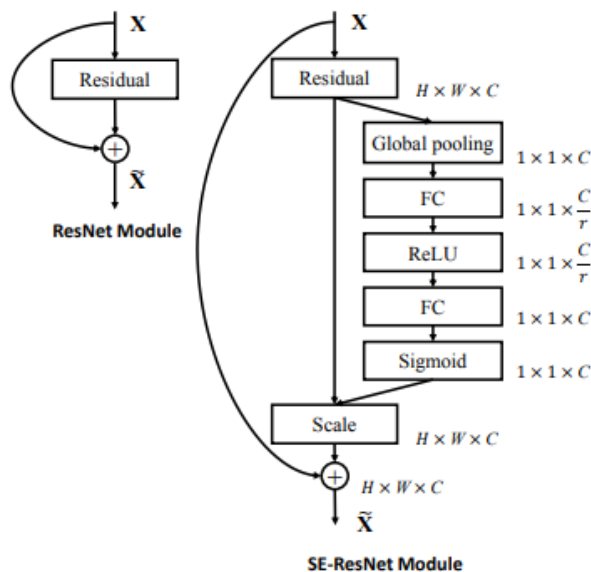 X
Residual
+
X̃
ResNet Module
X
Residual
H × W × C
Global pooling
1 × 1 × C
FC
1 × 1 × C/r
ReLU
1 × 1 × C/r
FC
1 × 1 × C
Sigmoid
1 × 1 × C
Scale
H × W × C
+
H × W × C
X̃
SE-ResNet Module